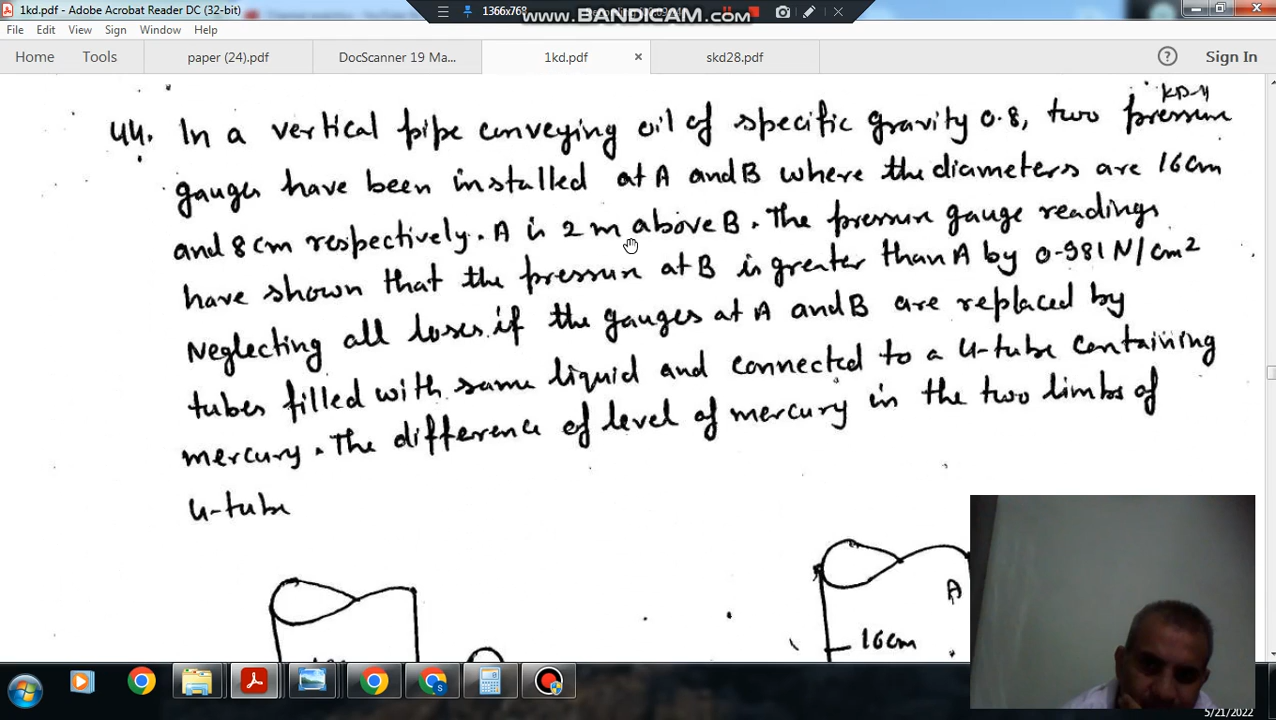 1kd.pdf - Adobe Acrobat Reader DC (32-bit)
1366x768
www.BANDICAM.com
File Edit View Sign Window Help
Home Tools paper (24).pdf DocScanner 19 Ma... 1kd.pdf × skd28.pdf ? Sign In
KD-4
44. In a vertical pipe conveying oil of specific gravity 0.8, two pressure
gauges have been installed at A and B where the diameters are 16cm
and 8cm respectively. A is 2m above B. The pressure gauge readings
have shown that the pressure at B is greater than A by 0.981 N/cm2
Neglecting all loses. if the gauges at A and B are replaced by
tubes filled with same liquid and connected to a U-tube containing
mercury. The difference of level of mercury in the two limbs of
U-tube
A
16cm
5/21/2022